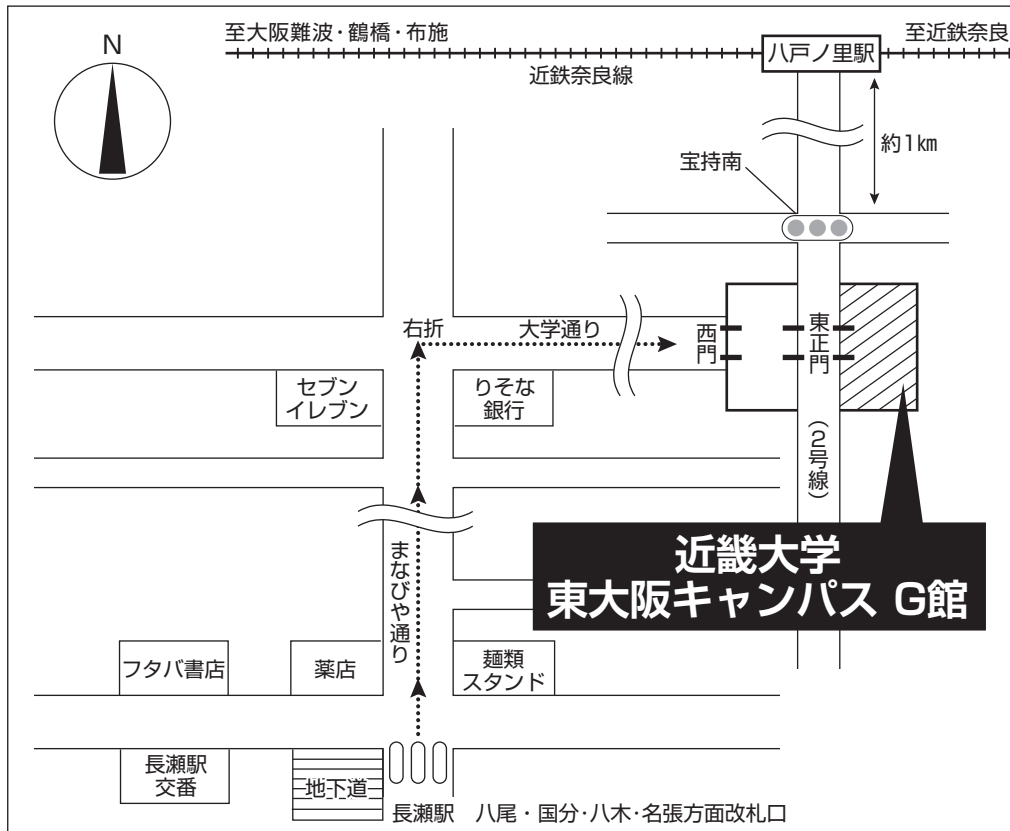 至大阪難波・鶴橋・布施
八戸ノ里駅
至近鉄奈良
N
近鉄奈良線
約1㎞
宝持南
右折
大学通り
西門
東正門
セブン
イレブン
りそな
銀行
(2号線)
近畿大学
東大阪キャンパス G館
まなびや通り
フタバ書店
薬店
麺類
スタンド
長瀬駅
交番
地下道
長瀬駅 八尾・国分・八木・名張方面改札口